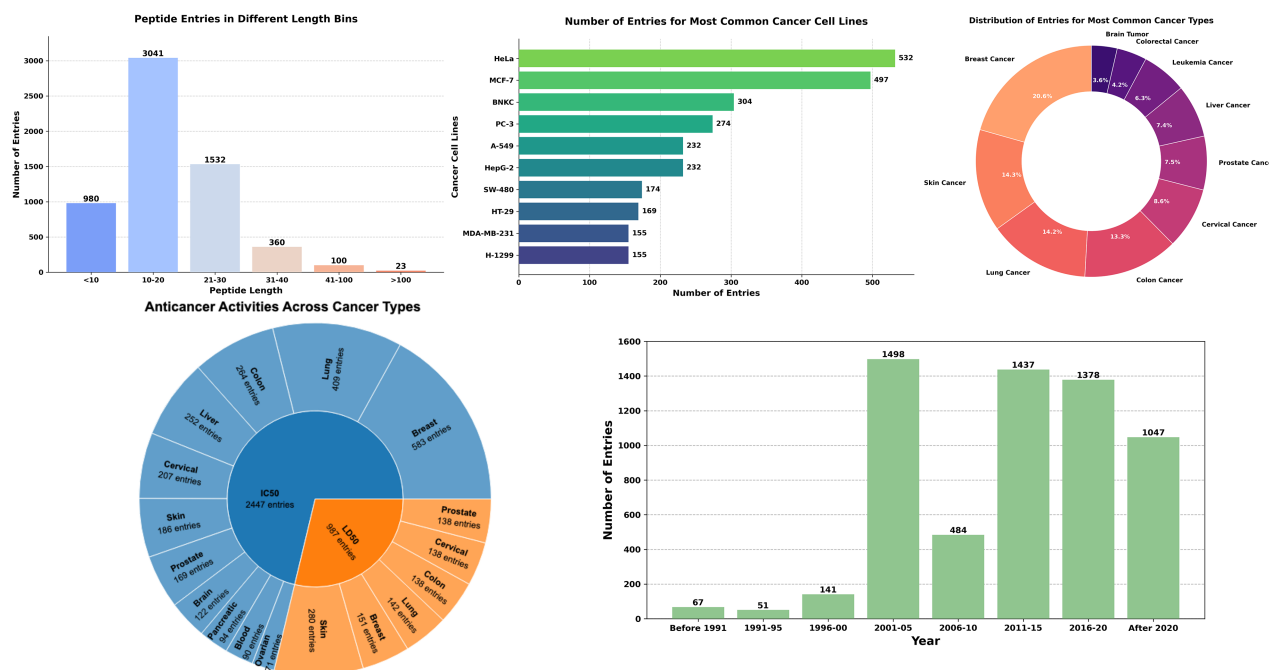 Peptide Entries in Different Length Bins
Number of Entries
3000
2500
2000
1500
1000
500
0
980
3041
1532
360
100
23
<10
10-20
21-30
31-40
41-100
>100
Peptide Length
Number of Entries for Most Common Cancer Cell Lines
Cancer Cell Lines
HeLa
532
MCF-7
497
BNKC
304
PC-3
274
A-549
232
HepG-2
232
SW-480
174
HT-29
169
MDA-MB-231
155
H-1299
155
0
100
200
300
400
500
Number of Entries
Distribution of Entries for Most Common Cancer Types
Brain Tumor
3.6%
Colorectal Cancer
4.2%
Leukemia Cancer
6.3%
Liver Cancer
7.4%
Prostate Canc
7.5%
Cervical Cancer
8.6%
Colon Cancer
13.3%
Lung Cancer
14.2%
Skin Cancer
14.3%
Breast Cancer
20.6%
Anticancer Activities Across Cancer Types
IC50
2447 entries
LD50
987 entries
Breast
583 entries
Lung
409 entries
Colon
264 entries
Liver
252 entries
Cervical
207 entries
Skin
186 entries
Prostate
169 entries
Brain
122 entries
Pancreatic
94 entries
Blood
90 entries
Ovarian
71 entries
Skin
280 entries
Breast
151 entries
Lung
142 entries
Colon
138 entries
Cervical
138 entries
Prostate
138 entries
Number of Entries
1600
1400
1200
1000
800
600
400
200
0
67
51
141
1498
484
1437
1378
1047
Before 1991
1991-95
1996-00
2001-05
2006-10
2011-15
2016-20
After 2020
Year